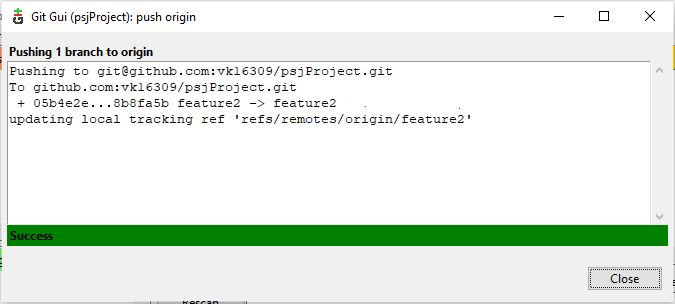 Git Gui (psjProject): push origin
Pushing 1 branch to origin
Pushing to git@github.com:vk16309/psjProject.git
To github.com:vk16309/psjProject.git
+ 05b4e2e...8b8fa5b feature2 -> feature2
updating local tracking ref 'refs/remotes/origin/feature2'
Success
Close
Rescan